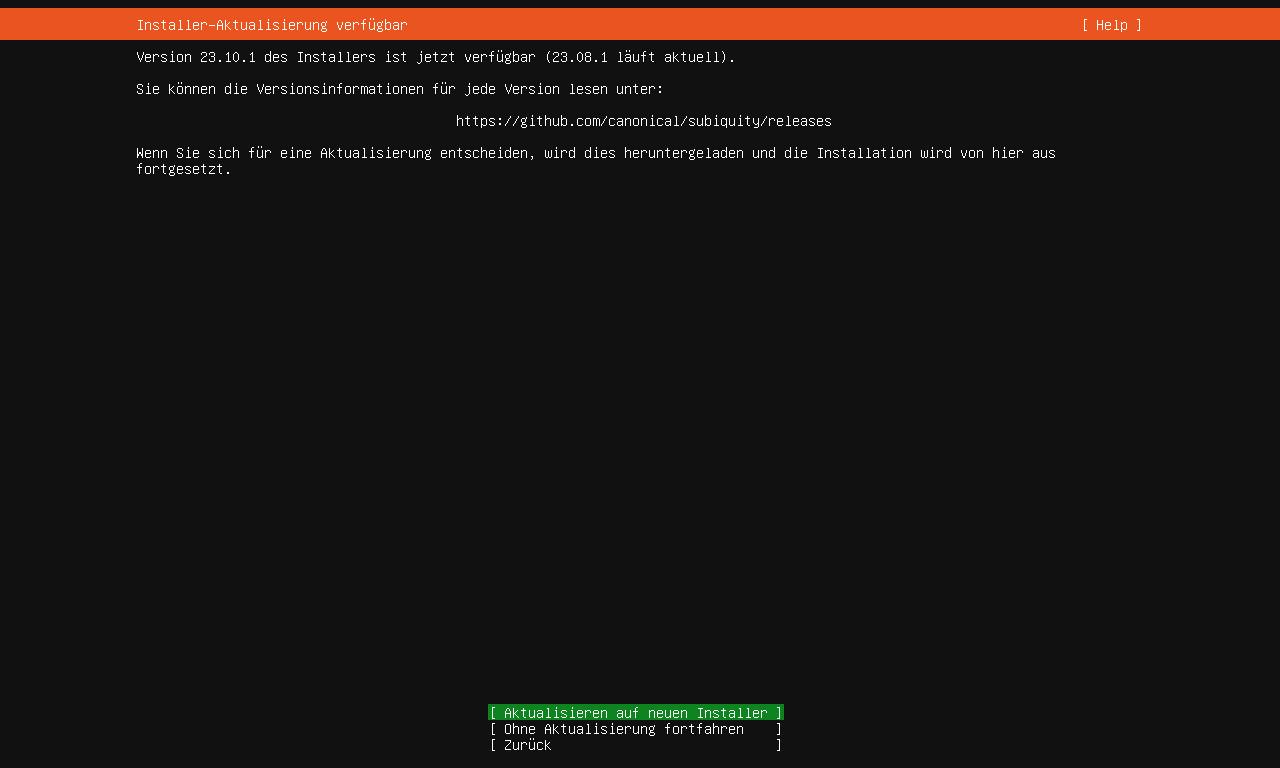 Installer-Aktualisierung verfügbar [ Help ]
Version 23.10.1 des Installers ist jetzt verfügbar (23.08.1 läuft aktuell).
Sie können die Versionsinformationen für jede Version lesen unter:
https://github.com/canonical/subiquity/releases
Wenn Sie sich für eine Aktualisierung entscheiden, wird dies heruntergeladen und die Installation wird von hier aus
fortgesetzt.
[ Aktualisieren auf neuen Installer ]
[ Ohne Aktualisierung fortfahren ]
[ Zurück ]